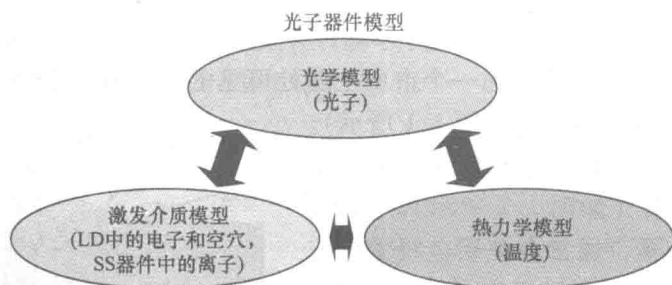 光子器件模型
光学模型
(光子)
激发介质模型
(LD中的电子和空穴，
SS器件中的离子)
热力学模型
(温度)